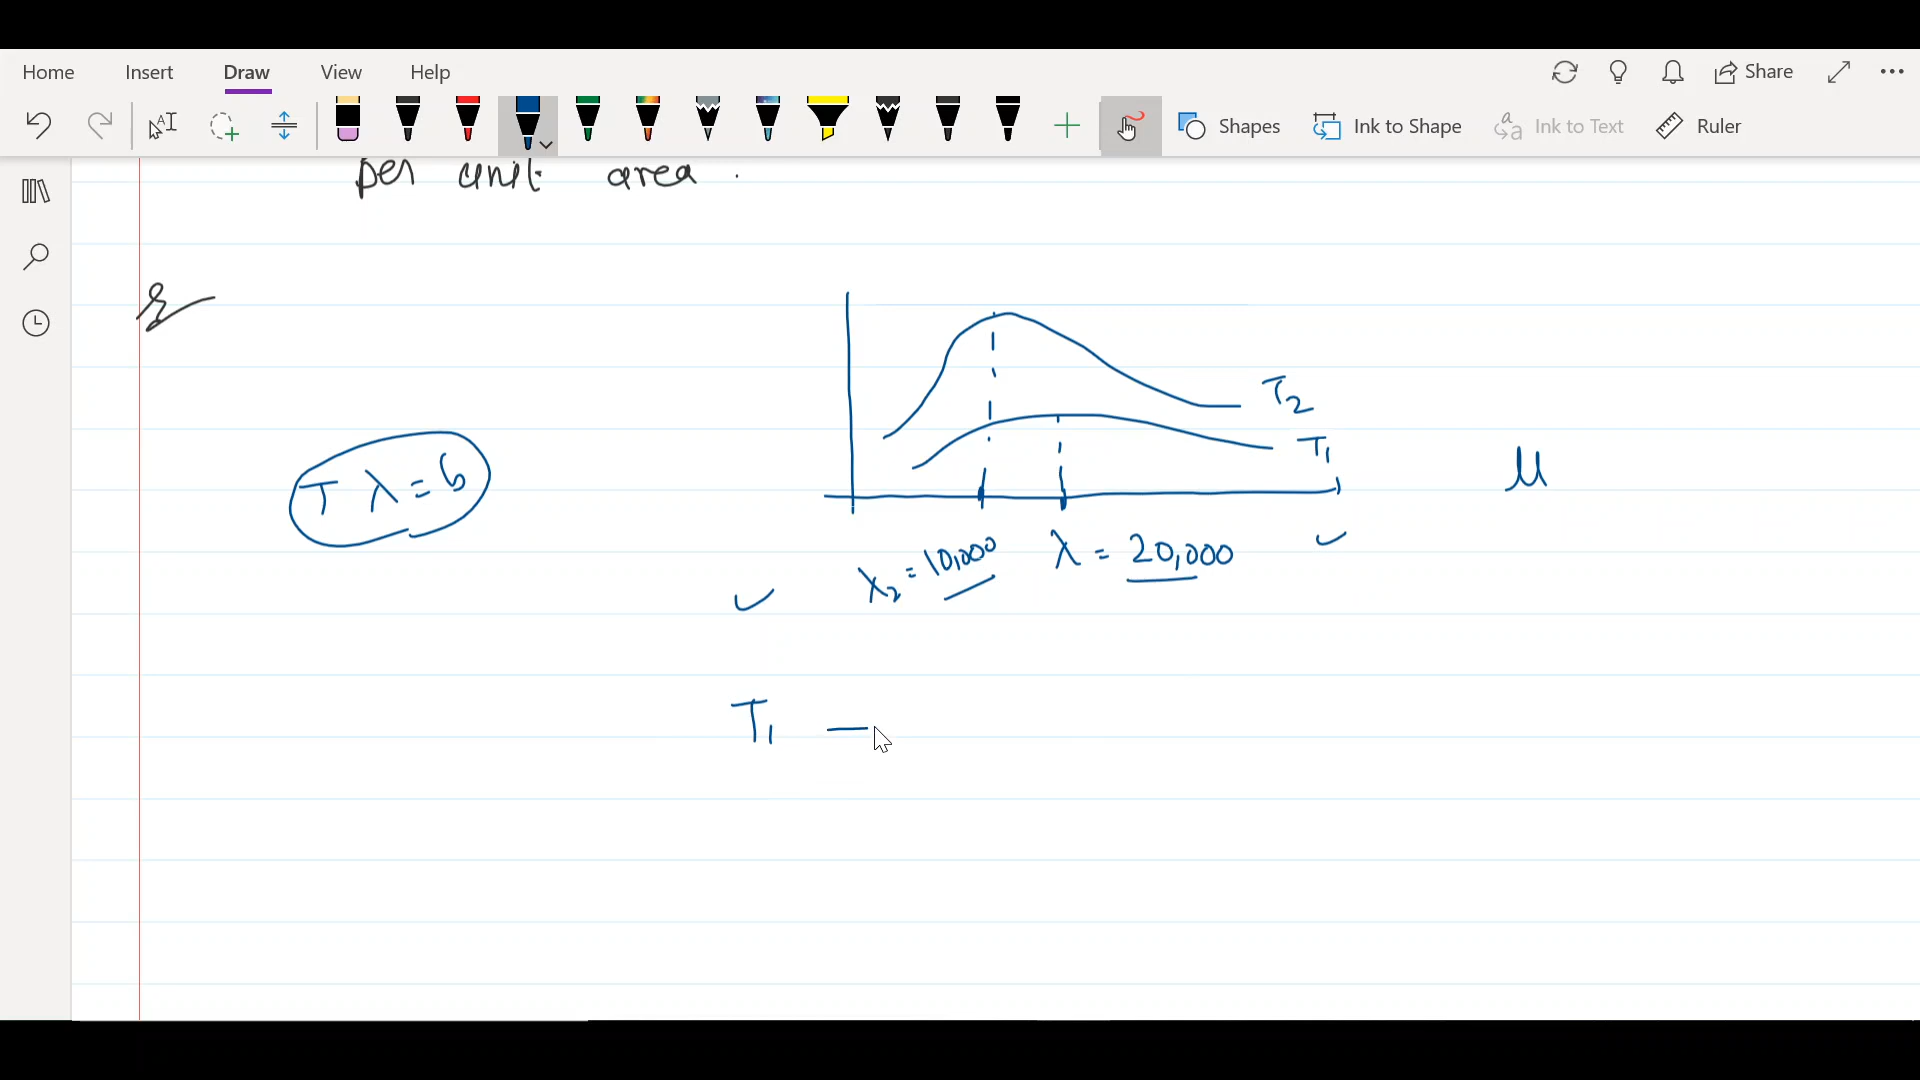 Home Insert Draw View Help Share
Shapes Ink to Shape Ink to Text Ruler
per unit area .
T₂
T₁
T λ = b
μ
λ₂ = 10,000 λ = 20,000
T₁ —